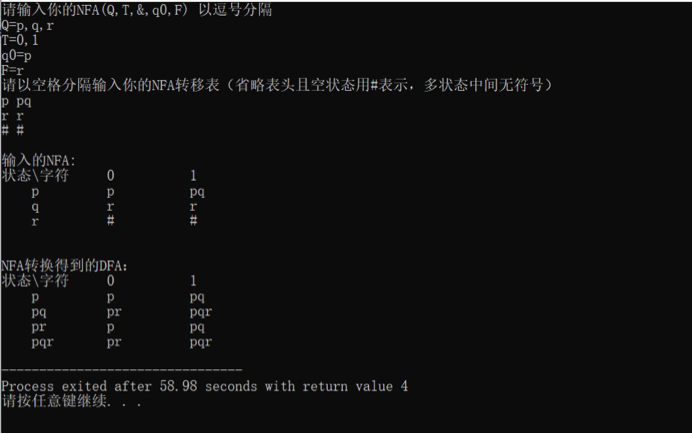 请输入你的NFA(Q,T,&,q0,F) 以逗号分隔
Q=p,q,r
T=0,1
q0=p
F=r
请以空格分隔输入你的NFA转移表（省略表头且空状态用#表示，多状态中间无符号）
p pq
r r
# #
输入的NFA:
状态\字符 0 1
p p pq
q r r
r # #
NFA转换得到的DFA:
状态\字符 0 1
p p pq
pq pr pqr
pr p pq
pqr pr pqr
--------------------------------
Process exited after 58.98 seconds with return value 4
请按任意键继续. . .